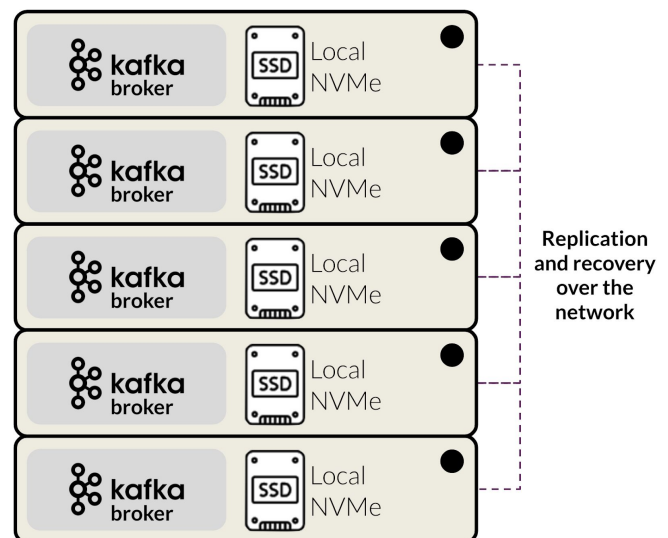 kafka
broker
SSD
Local
NVMe
kafka
broker
SSD
Local
NVMe
kafka
broker
SSD
Local
NVMe
kafka
broker
SSD
Local
NVMe
kafka
broker
SSD
Local
NVMe
Replication
and recovery
over the
network